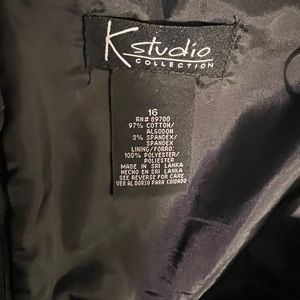 K studio
COLLECTION
16
RN# 89700
97% COTTON/
ALGODON
3% SPANDEX/
SPANDEX
LINING/FORRO:
100% POLYESTER/
POLIESTER
MADE IN SRI LANKA
HECHO EN SRI LANKA
SEE REVERSE FOR CARE
VER AL DORSO PARA CUIDADO